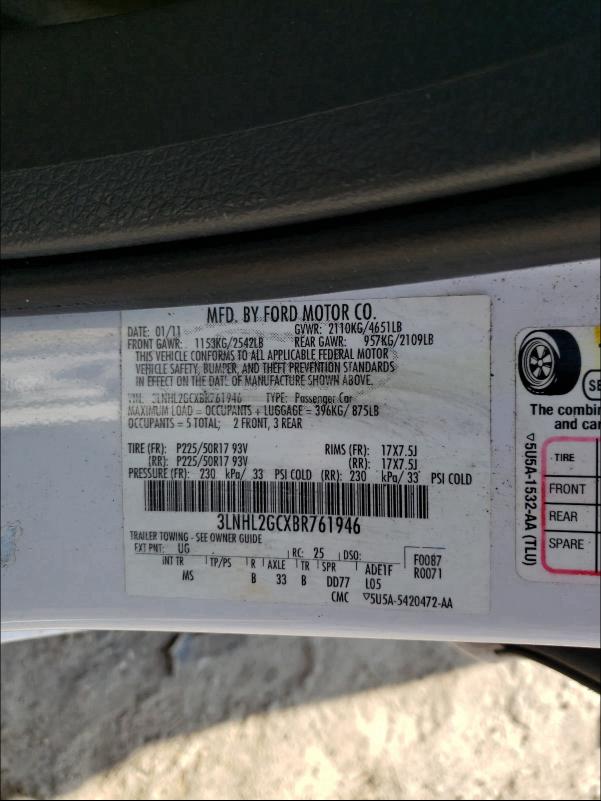 MFD. BY FORD MOTOR CO.
DATE: 01/11 GVWR: 2110KG/4651LB
FRONT GAWR: 1153KG/2542LB REAR GAWR: 957KG/2109LB
THIS VEHICLE CONFORMS TO ALL APPLICABLE FEDERAL MOTOR
VEHICLE SAFETY, BUMPER, AND THEFT PREVENTION STANDARDS
IN EFFECT ON THE DATE OF MANUFACTURE SHOWN ABOVE.
VIN: 3LNHL2GCXBR761946 TYPE: Passenger Car
MAXIMUM LOAD = OCCUPANTS + LUGGAGE = 396KG/ 875LB
OCCUPANTS = 5 TOTAL; 2 FRONT, 3 REAR
TIRE (FR): P225/50R17 93V RIMS (FR): 17X7.5J
(RR): P225/50R17 93V (RR): 17X7.5J
PRESSURE (FR): 230 kPa/ 33 PSI COLD (RR): 230 kPa/ 33 PSI COLD
3LNHL2GCXBR761946
TRAILER TOWING - SEE OWNER GUIDE
EXT PNT: UG RC: 25 DSO: F0087
INT TR TP/PS R AXLE TR SPR ADE1F R0071
MS B 33 B DD77 L05
CMC ▽5U5A-5420472-AA
SE
The combin
and car
TIRE
FRONT
REAR
SPARE
▽5U5A-1532-AA (TLU)